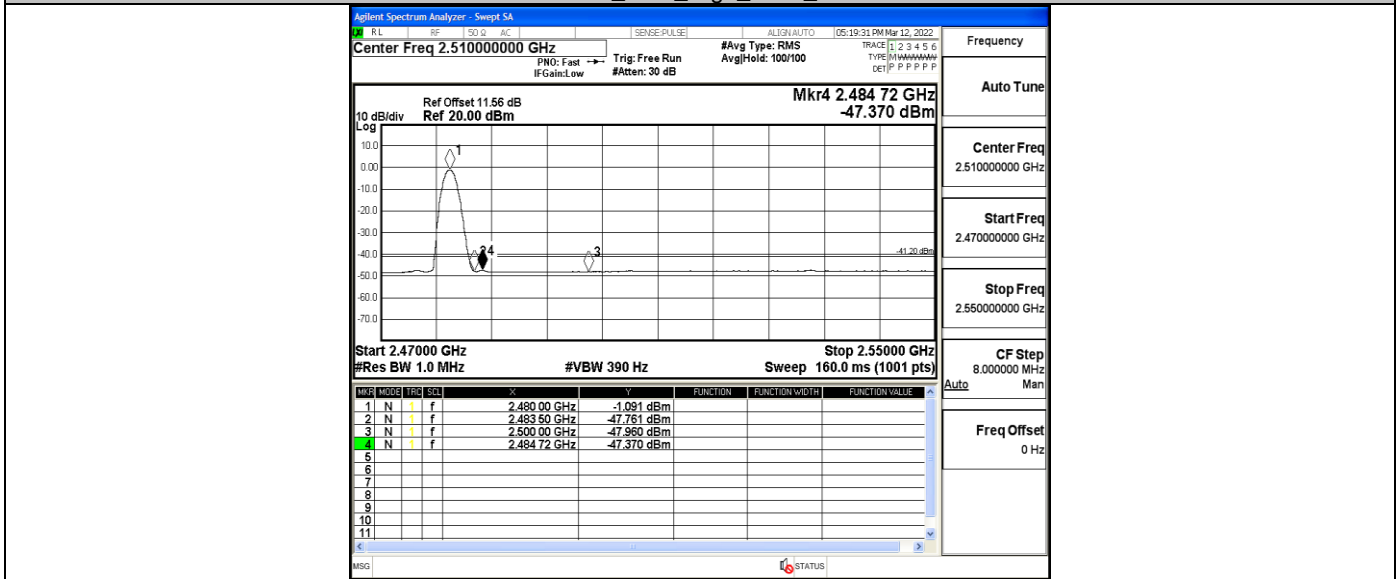 Agilent Spectrum Analyzer - Swept SA
RL RF 50 Ω AC SENSE:PULSE ALIGNAUTO 05:19:31 PM Mar 12, 2022
Center Freq 2.510000000 GHz
#Avg Type: RMS
Avg|Hold: 100/100
TRACE 1 2 3 4 5 6
TYPE MWWWWW
DET P P P P P P
PNO: Fast
IFGain:Low
Trig: Free Run
#Atten: 30 dB
Frequency
Auto Tune
Mkr4 2.484 72 GHz
-47.370 dBm
Ref Offset 11.56 dB
10 dB/div Ref 20.00 dBm
Log
10.0
0.00
-10.0
-20.0
-30.0
-40.0
-50.0
-60.0
-70.0
1
2 4
3
-41.20 dBm
Start 2.47000 GHz Stop 2.55000 GHz
#Res BW 1.0 MHz #VBW 390 Hz Sweep 160.0 ms (1001 pts)
Center Freq
2.510000000 GHz
Start Freq
2.470000000 GHz
Stop Freq
2.550000000 GHz
CF Step
8.000000 MHz
Auto Man
Freq Offset
0 Hz
MKR MODE TRC SCL X Y FUNCTION FUNCTION WIDTH FUNCTION VALUE
1 N 1 f 2.480 00 GHz -1.091 dBm
2 N 1 f 2.483 50 GHz -47.761 dBm
3 N 1 f 2.500 00 GHz -47.960 dBm
4 N 1 f 2.484 72 GHz -47.370 dBm
5
6
7
8
9
10
11
MSG STATUS